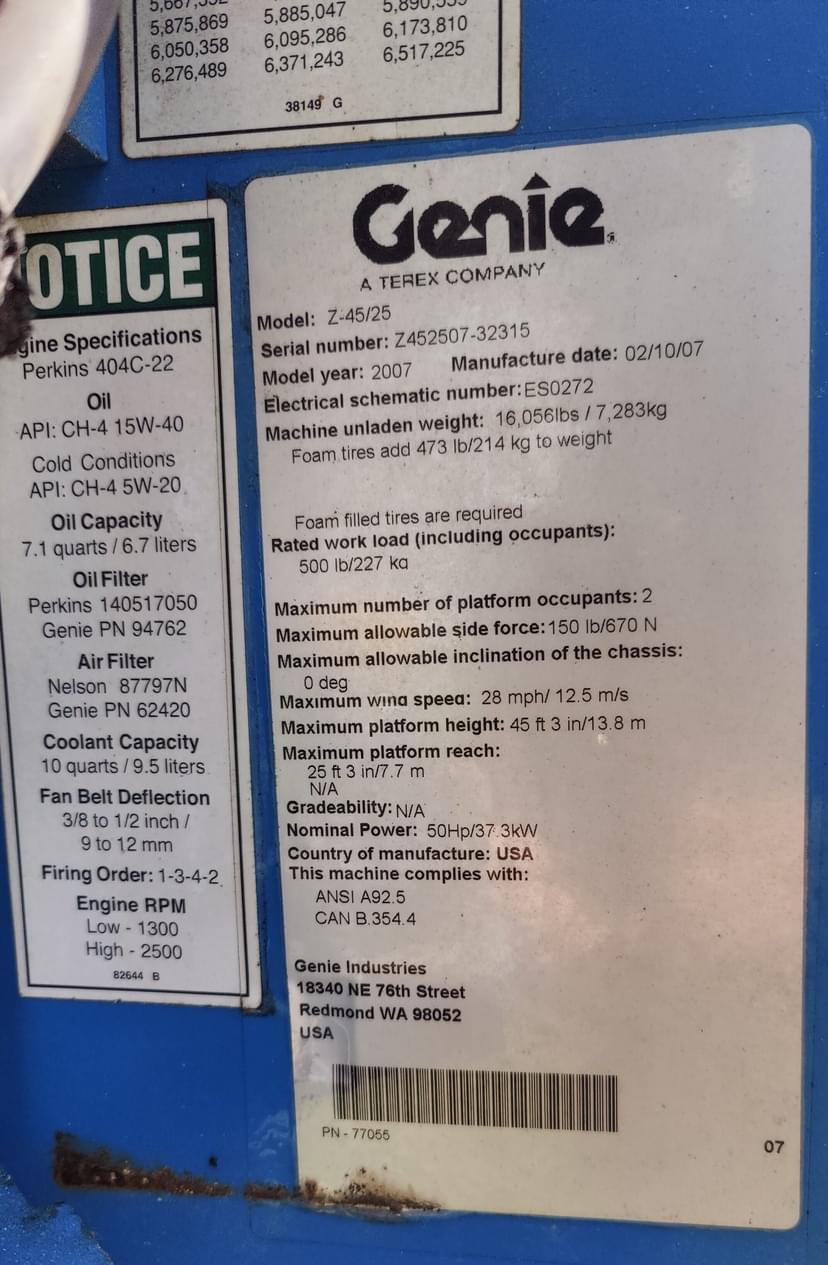 5,875,869 5,885,047
6,050,358 6,095,286 6,173,810
6,276,489 6,371,243 6,517,225
38149 G
OTICE
gine Specifications
Perkins 404C-22
Oil
API: CH-4 15W-40
Cold Conditions
API: CH-4 5W-20
Oil Capacity
7.1 quarts / 6.7 liters
Oil Filter
Perkins 140517050
Genie PN 94762
Air Filter
Nelson 87797N
Genie PN 62420
Coolant Capacity
10 quarts / 9.5 liters
Fan Belt Deflection
3/8 to 1/2 inch /
9 to 12 mm
Firing Order: 1-3-4-2
Engine RPM
Low - 1300
High - 2500
82644 B
Genie
A TEREX COMPANY
Model: Z-45/25
Serial number: Z452507-32315
Model year: 2007 Manufacture date: 02/10/07
Electrical schematic number: ES0272
Machine unladen weight: 16,056lbs / 7,283kg
Foam tires add 473 lb/214 kg to weight
Foam filled tires are required
Rated work load (including occupants):
500 lb/227 kg
Maximum number of platform occupants: 2
Maximum allowable side force: 150 lb/670 N
Maximum allowable inclination of the chassis:
0 deg
Maximum wind speed: 28 mph/ 12.5 m/s
Maximum platform height: 45 ft 3 in/13.8 m
Maximum platform reach:
25 ft 3 in/7.7 m
N/A
Gradeability: N/A
Nominal Power: 50Hp/37.3kW
Country of manufacture: USA
This machine complies with:
ANSI A92.5
CAN B.354.4
Genie Industries
18340 NE 76th Street
Redmond WA 98052
USA
PN - 77055
07